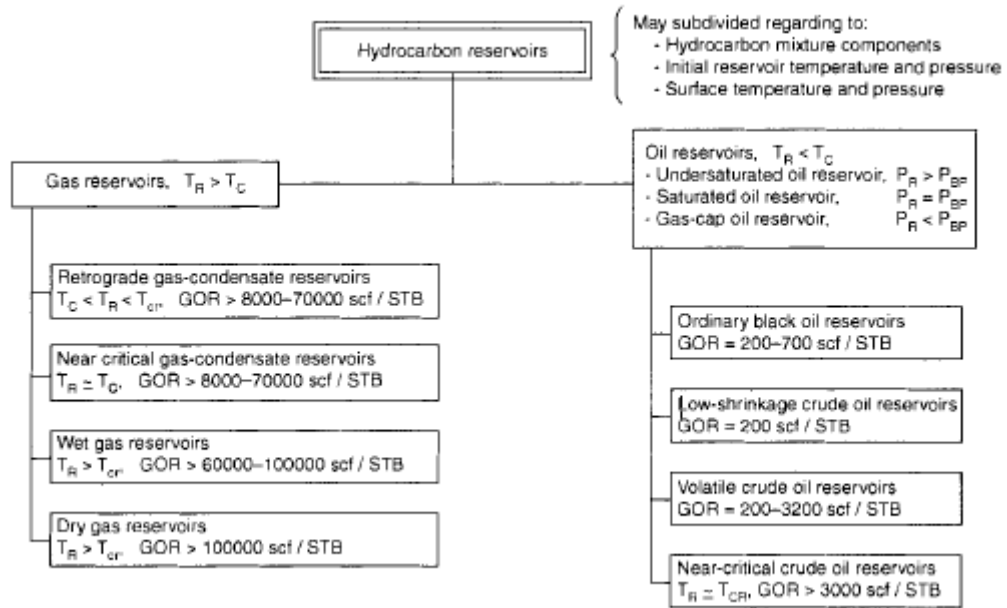 Hydrocarbon reservoirs
May subdivided regarding to:
- Hydrocarbon mixture components
- Initial reservoir temperature and pressure
- Surface temperature and pressure
Gas reservoirs, T_R > T_C
Oil reservoirs, T_R < T_C
- Undersaturated oil reservoir, P_R > P_BP
- Saturated oil reservoir, P_R = P_BP
- Gas-cap oil reservoir, P_R < P_BP
Retrograde gas-condensate reservoirs
T_C < T_R < T_cr, GOR > 8000–70000 scf / STB
Near critical gas-condensate reservoirs
T_R ≃ T_C, GOR > 8000–70000 scf / STB
Wet gas reservoirs
T_R > T_cr, GOR > 60000–100000 scf / STB
Dry gas reservoirs
T_R > T_cr, GOR > 100000 scf / STB
Ordinary black oil reservoirs
GOR = 200–700 scf / STB
Low-shrinkage crude oil reservoirs
GOR = 200 scf / STB
Volatile crude oil reservoirs
GOR = 200–3200 scf / STB
Near-critical crude oil reservoirs
T_R ≃ T_CR, GOR > 3000 scf / STB